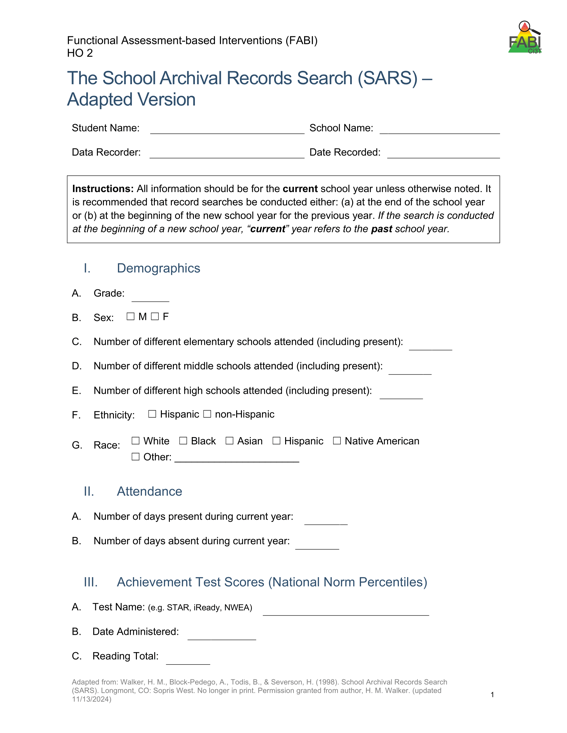 Functional Assessment-based Interventions (FABI)
HO 2
FABI
The School Archival Records Search (SARS) –
Adapted Version
Student Name: School Name:
Data Recorder: Date Recorded:
Instructions: All information should be for the current school year unless otherwise noted. It
is recommended that record searches be conducted either: (a) at the end of the school year
or (b) at the beginning of the new school year for the previous year. If the search is conducted
at the beginning of a new school year, “current” year refers to the past school year.
I. Demographics
A. Grade:
B. Sex: ☐ M ☐ F
C. Number of different elementary schools attended (including present):
D. Number of different middle schools attended (including present):
E. Number of different high schools attended (including present):
F. Ethnicity: ☐ Hispanic ☐ non-Hispanic
G. Race: ☐ White ☐ Black ☐ Asian ☐ Hispanic ☐ Native American
☐ Other:
II. Attendance
A. Number of days present during current year:
B. Number of days absent during current year:
III. Achievement Test Scores (National Norm Percentiles)
A. Test Name: (e.g. STAR, iReady, NWEA)
B. Date Administered:
C. Reading Total:
Adapted from: Walker, H. M., Block-Pedego, A., Todis, B., & Severson, H. (1998). School Archival Records Search
(SARS). Longmont, CO: Sopris West. No longer in print. Permission granted from author, H. M. Walker. (updated
11/13/2024)
1